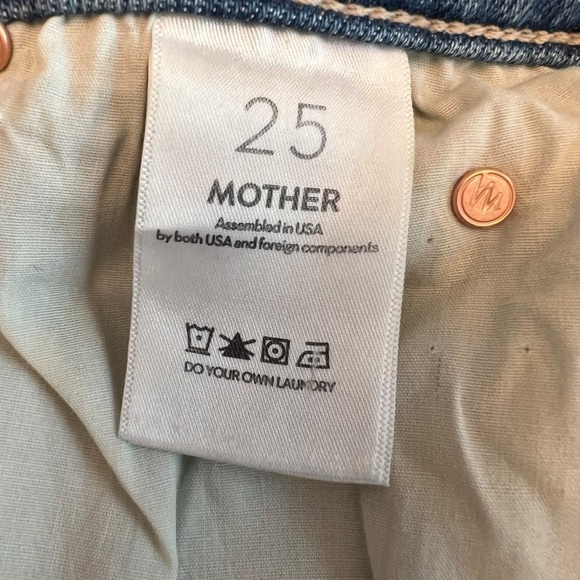 25
MOTHER
Assembled in USA
by both USA and foreign components
DO YOUR OWN LAUNDRY